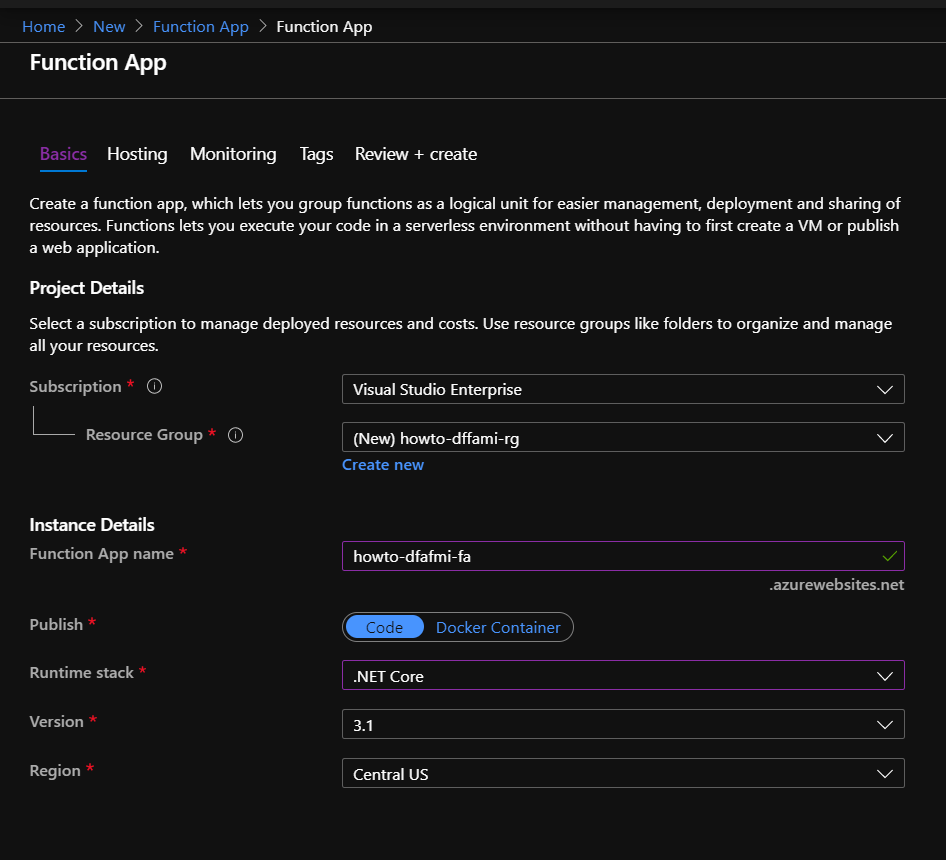 Home > New > Function App > Function App
Function App
Basics Hosting Monitoring Tags Review + create
Create a function app, which lets you group functions as a logical unit for easier management, deployment and sharing of
resources. Functions lets you execute your code in a serverless environment without having to first create a VM or publish
a web application.
Project Details
Select a subscription to manage deployed resources and costs. Use resource groups like folders to organize and manage
all your resources.
Subscription * Visual Studio Enterprise
Resource Group * (New) howto-dffami-rg
Create new
Instance Details
Function App name * howto-dfafmi-fa
.azurewebsites.net
Publish * Code Docker Container
Runtime stack * .NET Core
Version * 3.1
Region * Central US